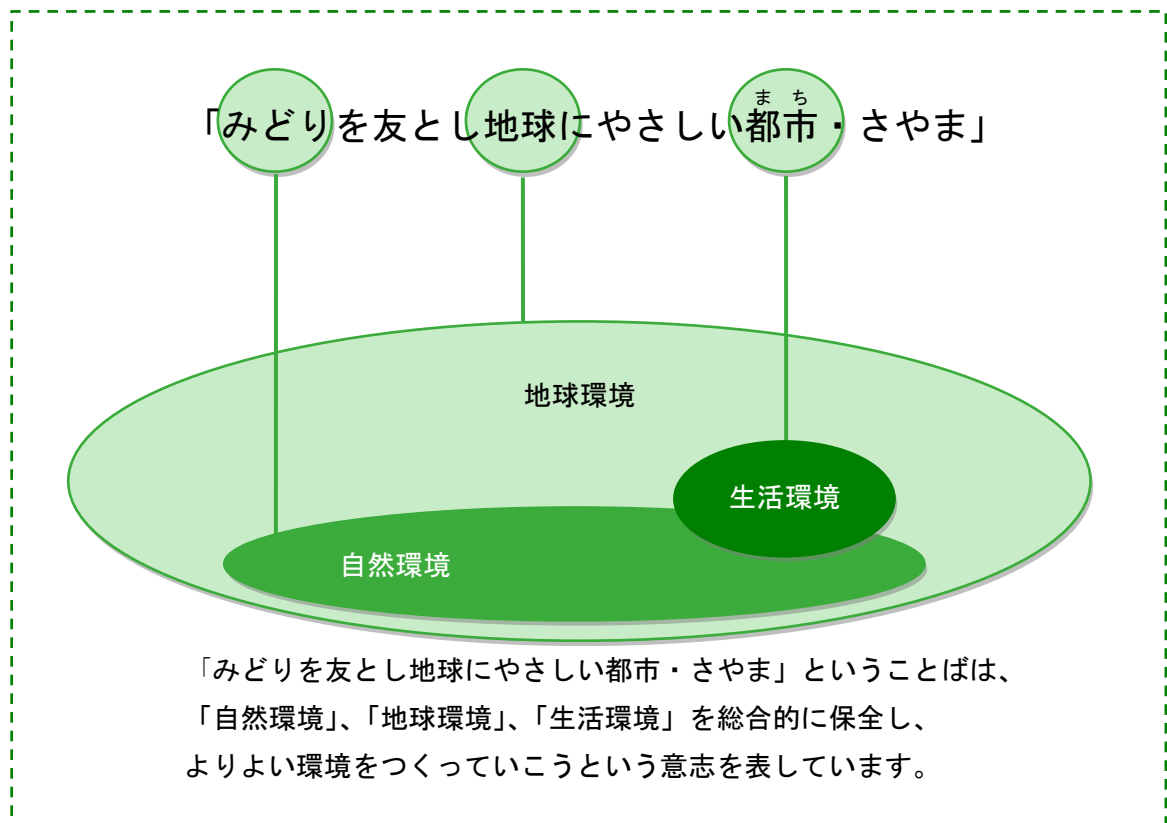 まち
「みどりを友とし地球にやさしい都市・さやま」
地球環境
生活環境
自然環境
「みどりを友とし地球にやさしい都市・さやま」ということばは、
「自然環境」、「地球環境」、「生活環境」を総合的に保全し、
よりよい環境をつくっていこうという意志を表しています。